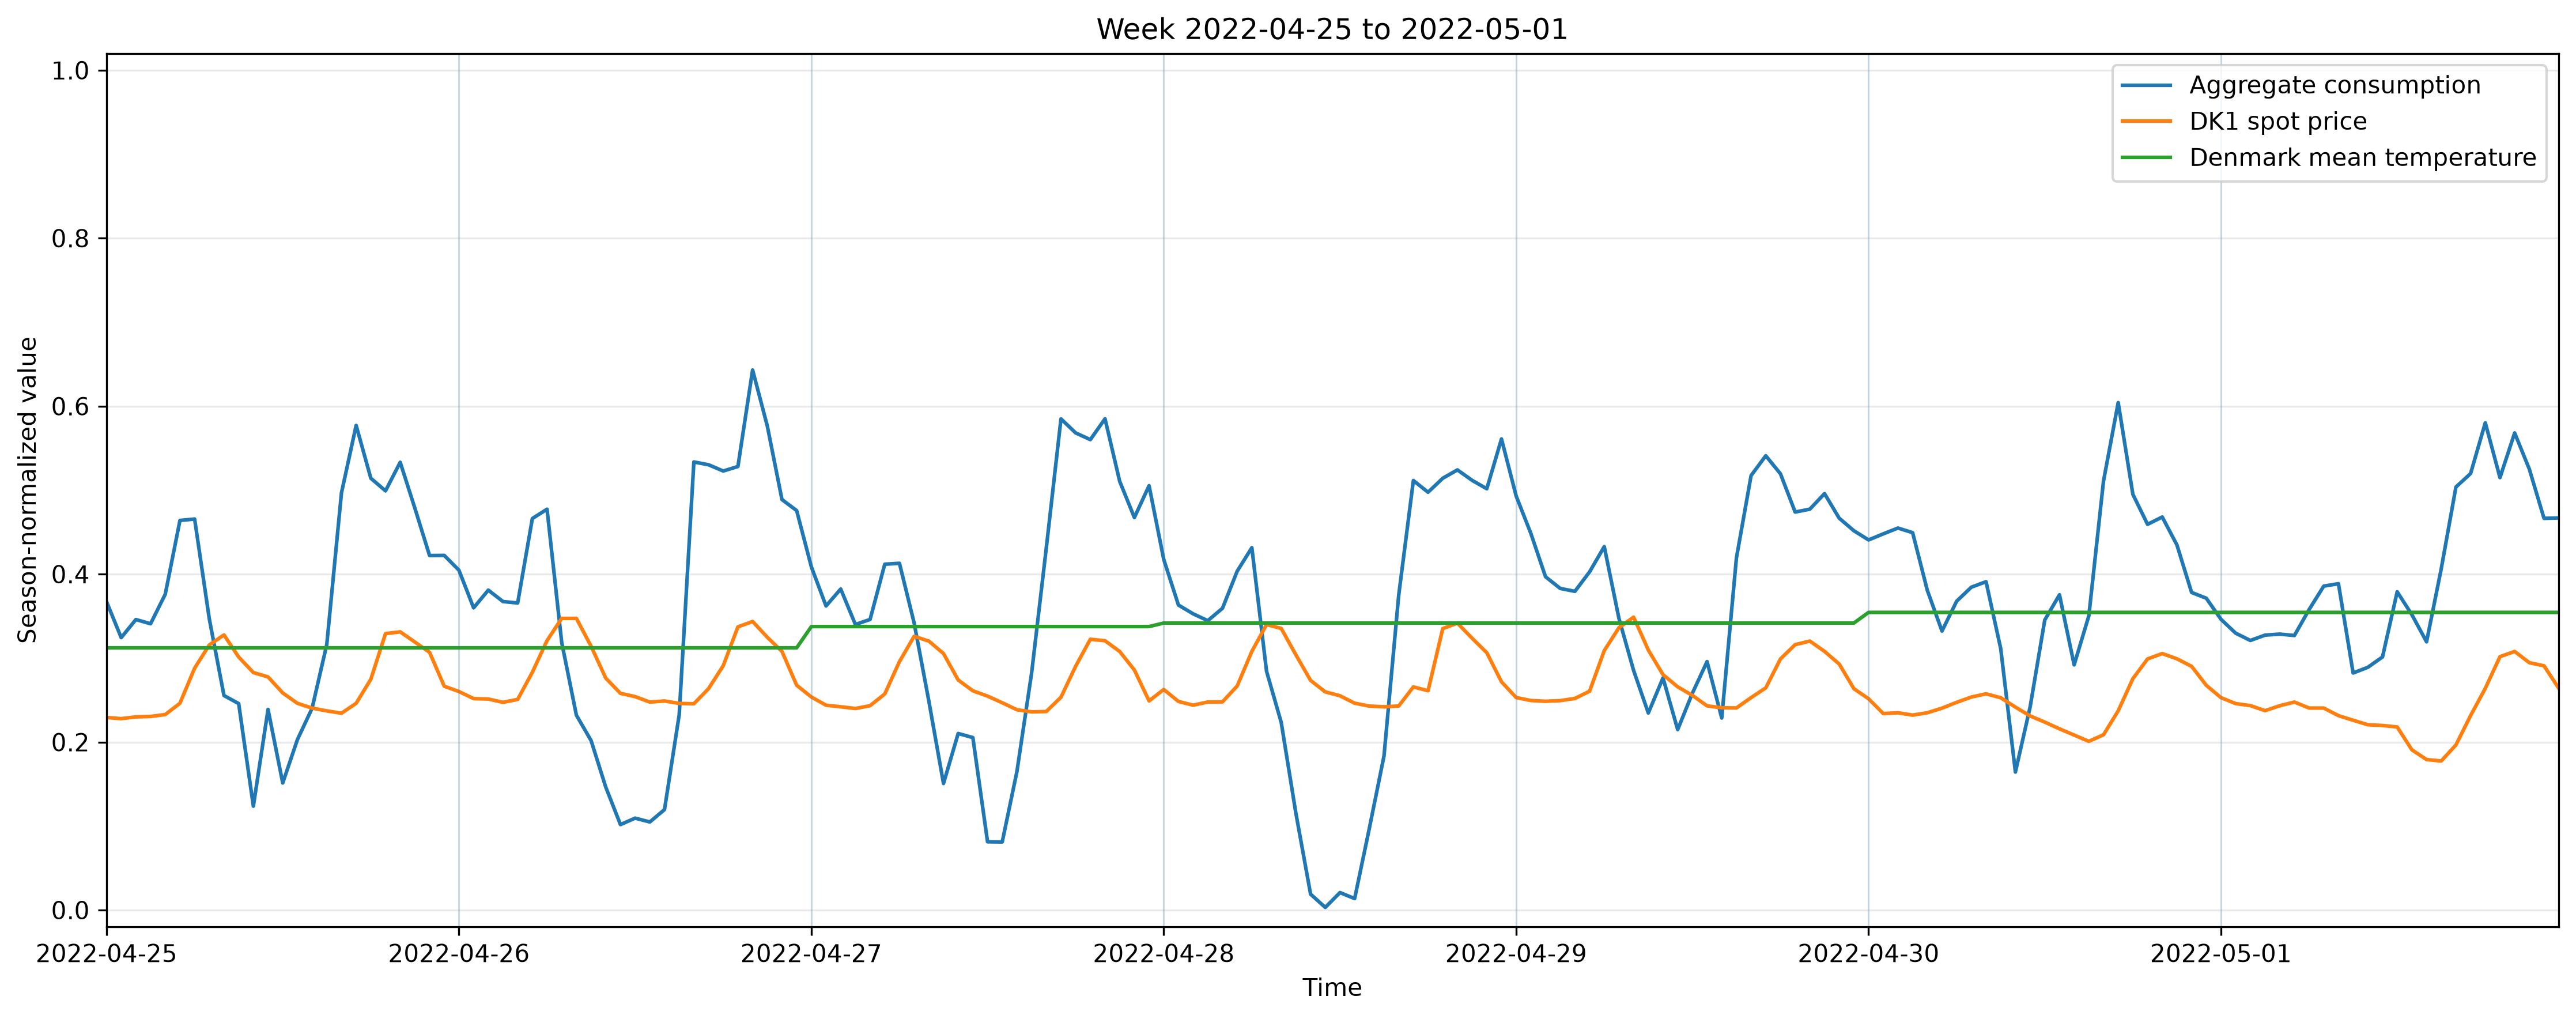 Week 2022-04-25 to 2022-05-01
Aggregate consumption
DK1 spot price
Denmark mean temperature
Season-normalized value
1.0
0.8
0.6
0.4
0.2
0.0
2022-04-25 2022-04-26 2022-04-27 2022-04-28 2022-04-29 2022-04-30 2022-05-01
Time